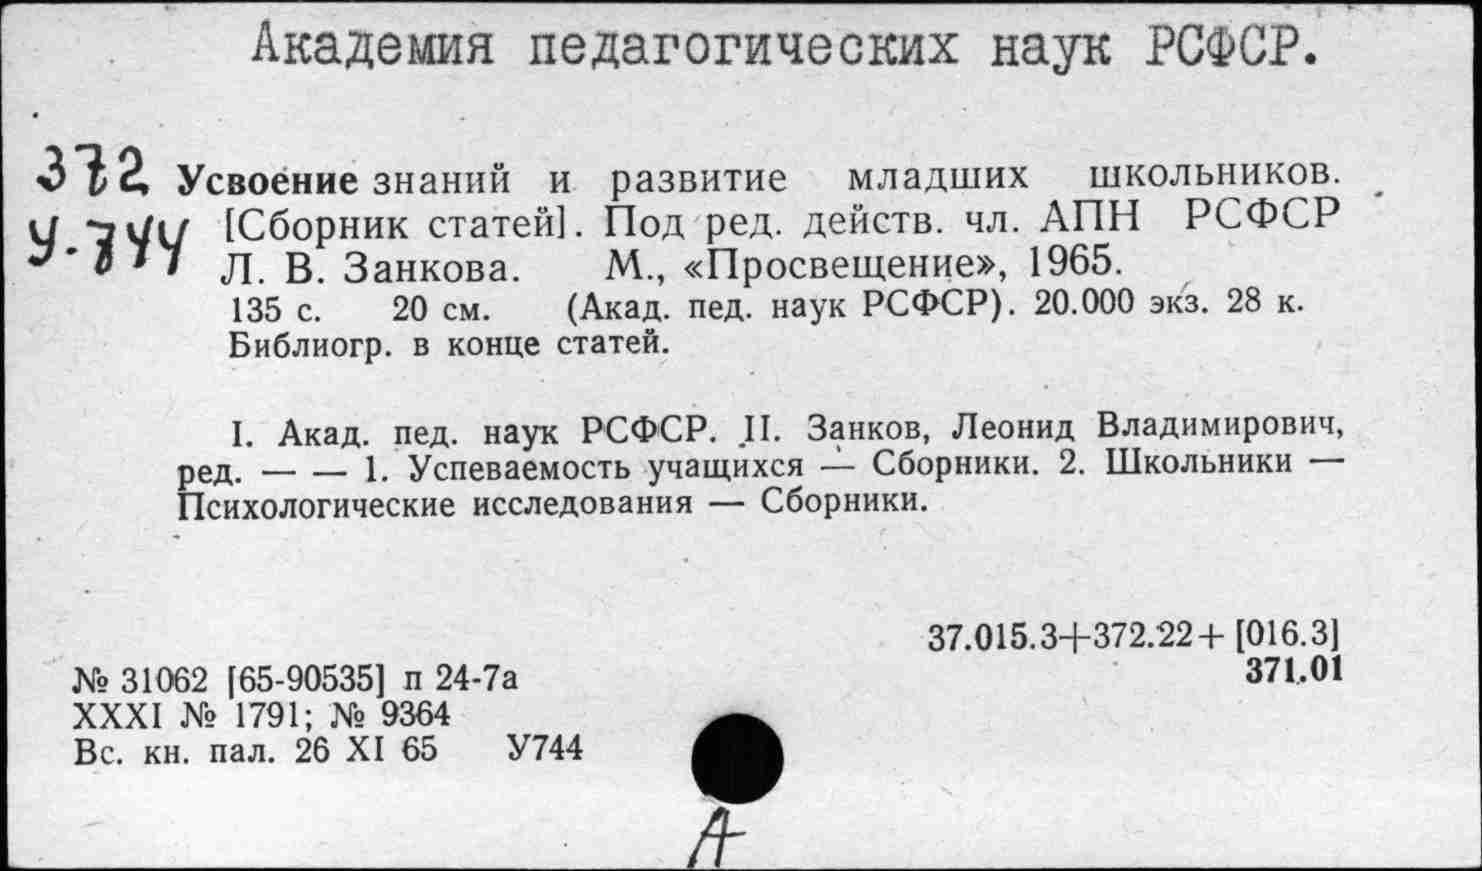 Академия педагогических наук РСФСР.
372 Усвоение знаний и развитие младших школьников.
У.744 [Сборник статей]. Под ред. действ. чл. АПН РСФСР
Л. В. Занкова. М., «Просвещение», 1965.
135 с. 20 см. (Акад. пед. наук РСФСР). 20.000 экз. 28 к.
Библиогр. в конце статей.
I. Акад. пед. наук РСФСР. II. Занков, Леонид Владимирович,
ред. — — 1. Успеваемость учащихся — Сборники. 2. Школьники —
Психологические исследования — Сборники.
37.015.3+372.22+ [016.3]
371.01
№ 31062 [65-90535] п 24-7а
XXXI № 1791; № 9364
Вс. кн. пал. 26 XI 65 У744
А